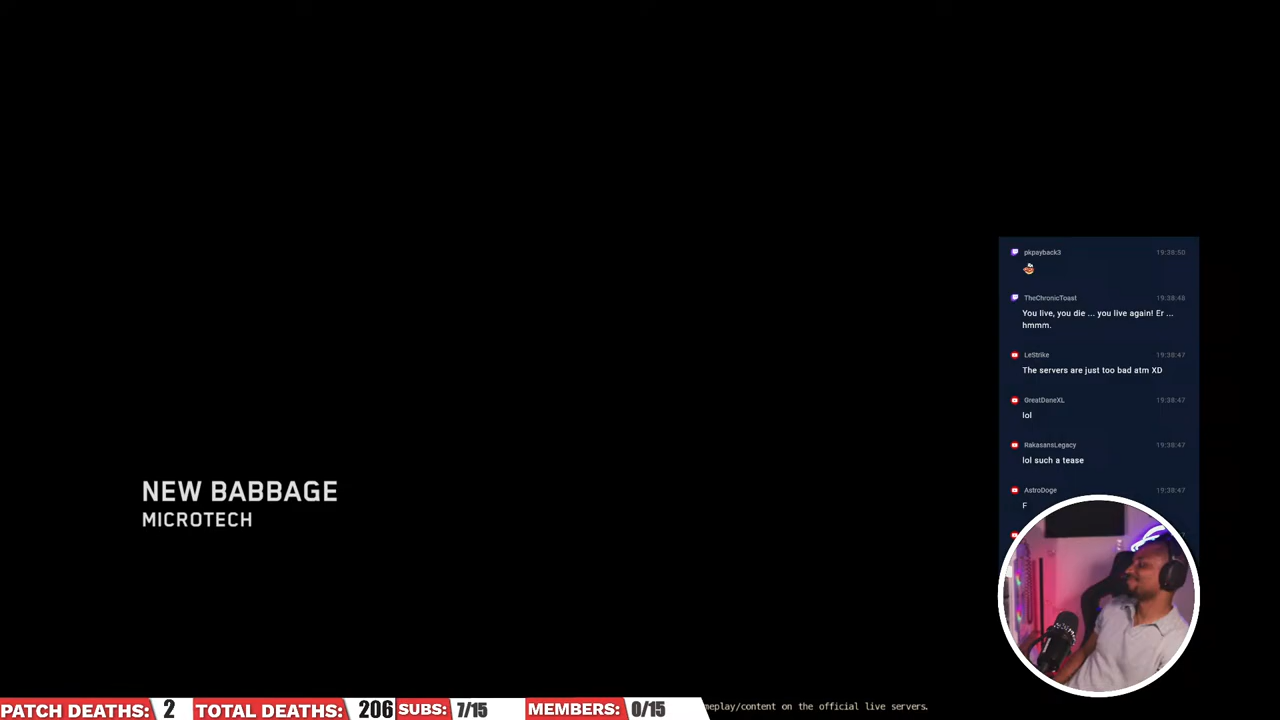 pkpayback3 19:38:50
TheChronicToast 19:38:48
You live, you die ... you live again! Er ...
hmmm.
LeStrike 19:38:47
The servers are just too bad atm XD
GreatDaneXL 19:38:47
lol
RakasansLegacy 19:38:47
lol such a tease
AstroDoge 19:38:47
F
NEW BABBAGE
MICROTECH
PATCH DEATHS: 2 TOTAL DEATHS: 206 SUBS: 7/15 MEMBERS: 0/15 meplay/content on the official live servers.